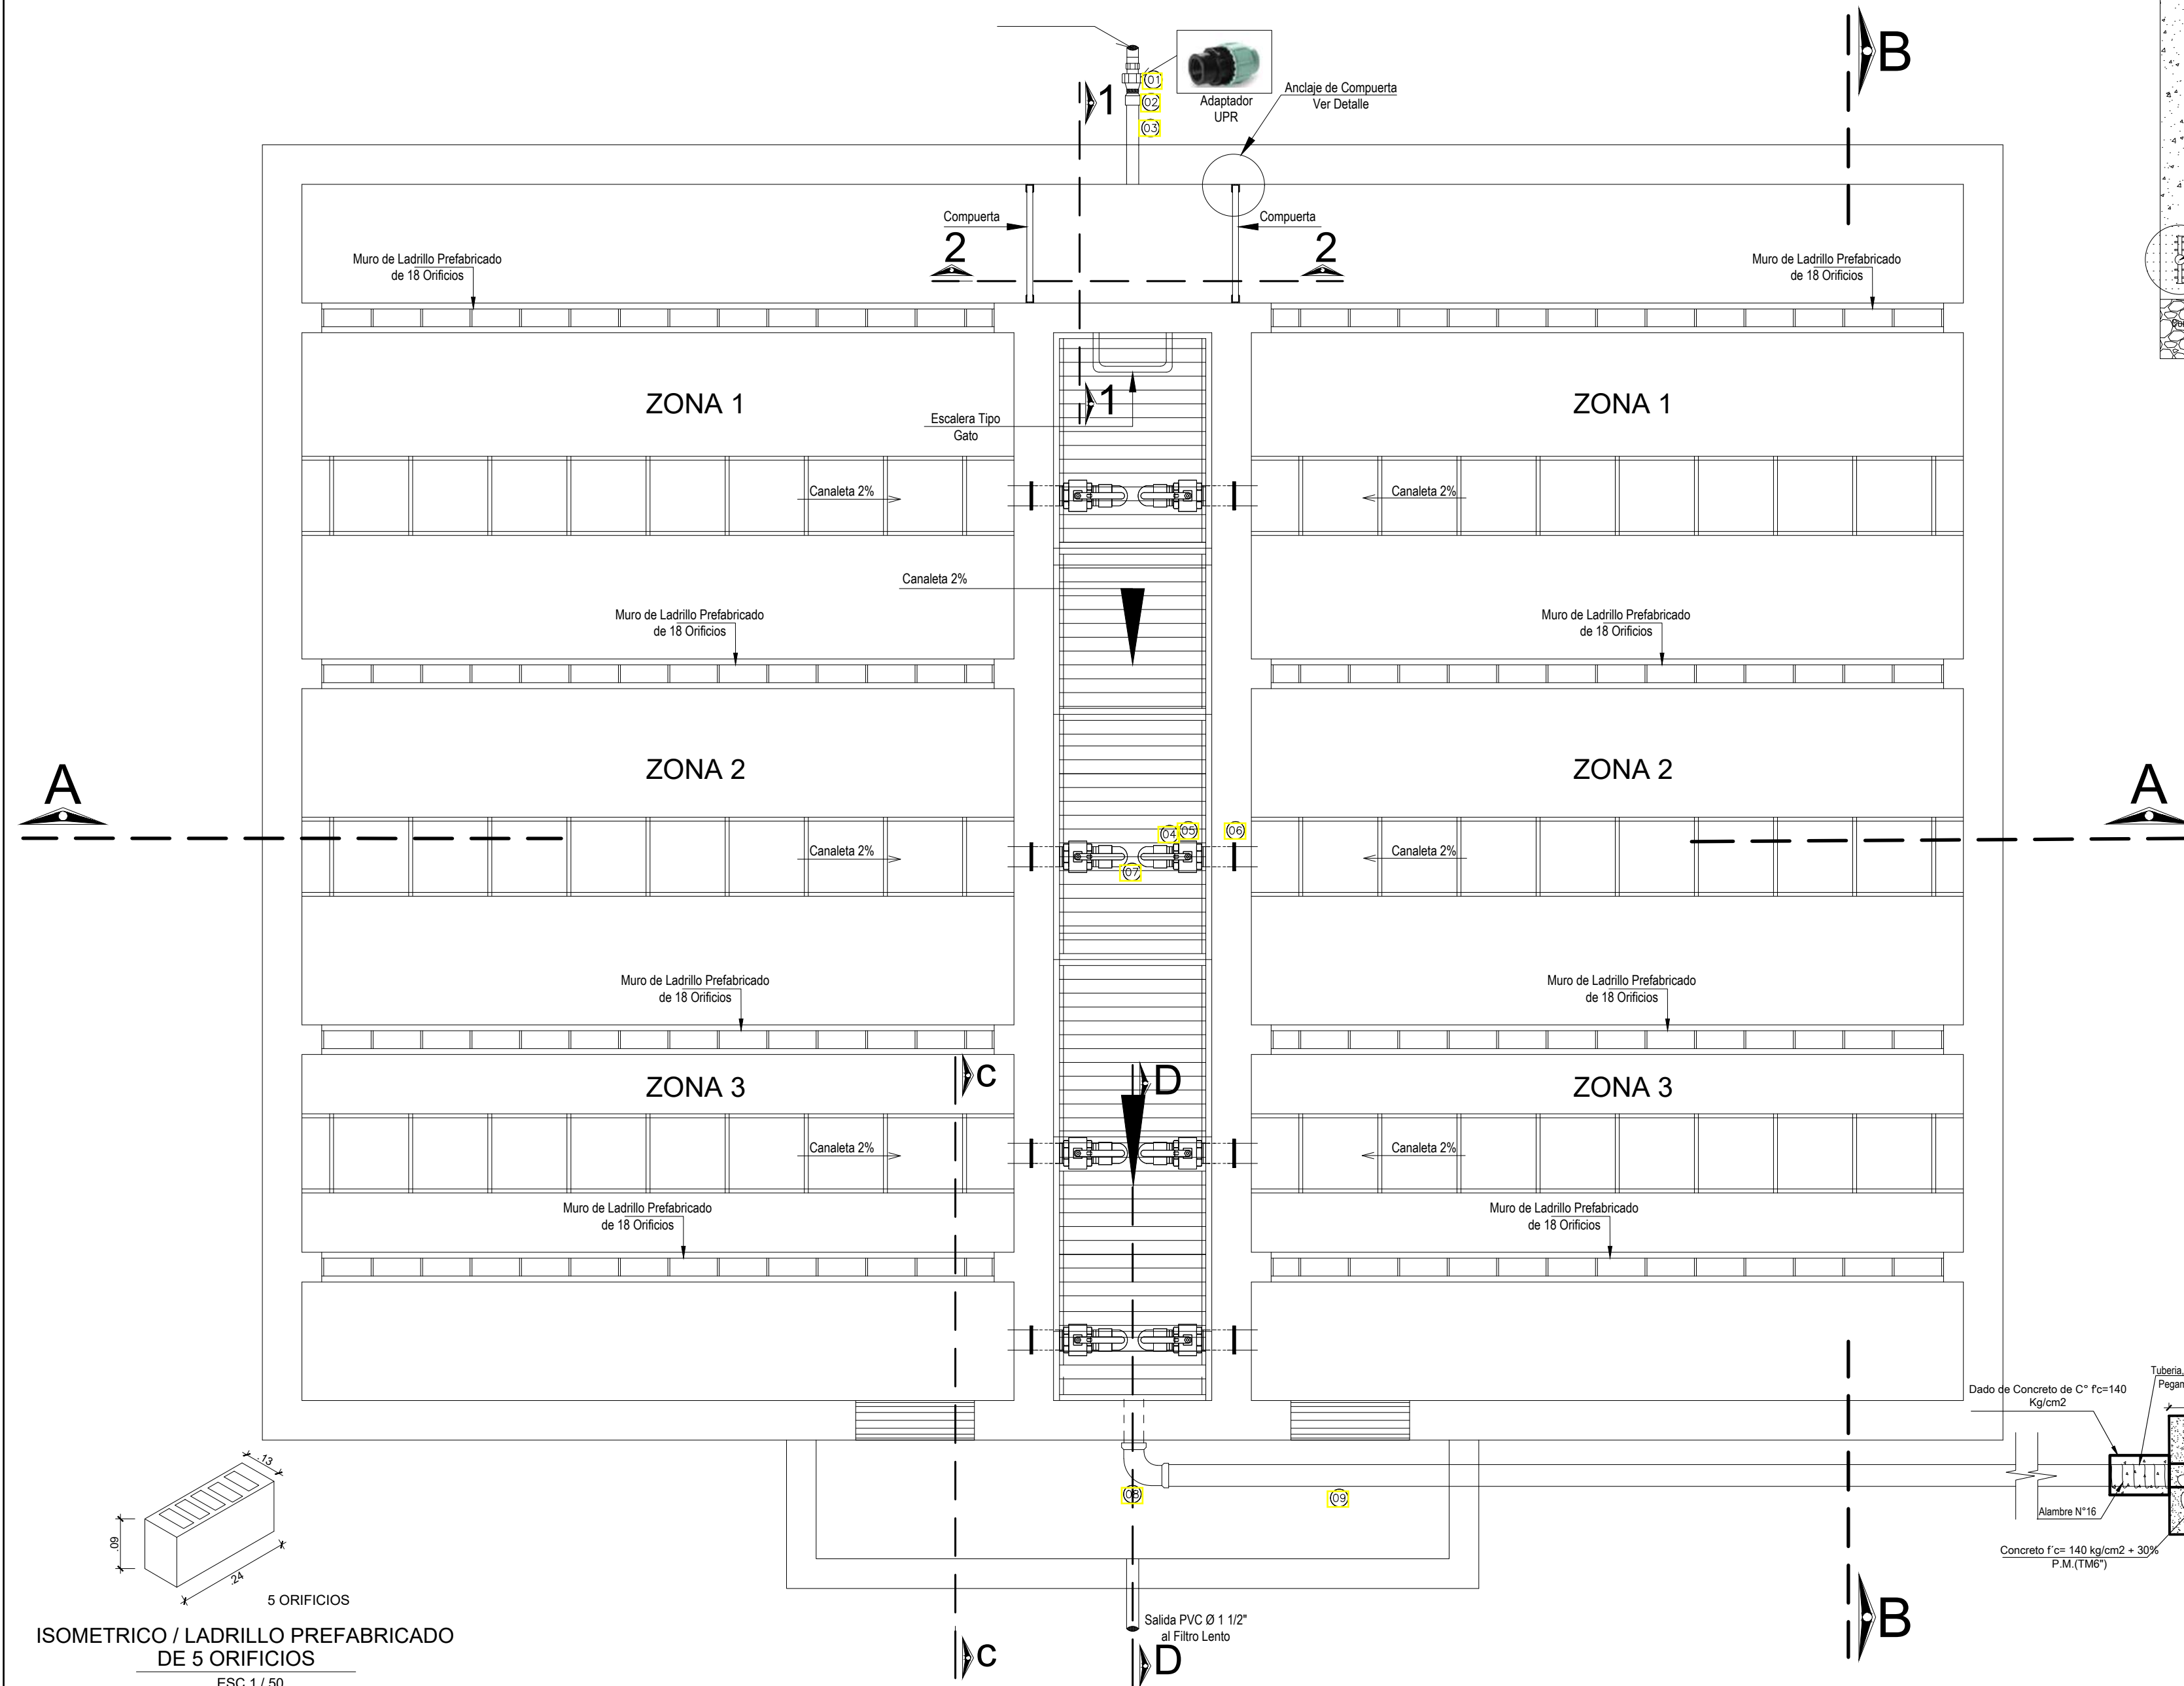 B
01
02
03
1
Adaptador
UPR
Anclaje de Compuerta
Ver Detalle
Compuerta
Compuerta
2
2
Muro de Ladrillo Prefabricado
de 18 Orificios
Muro de Ladrillo Prefabricado
de 18 Orificios
ZONA 1
ZONA 1
1
Escalera Tipo
Gato
Canaleta 2%
Canaleta 2%
Canaleta 2%
Muro de Ladrillo Prefabricado
de 18 Orificios
Muro de Ladrillo Prefabricado
de 18 Orificios
ZONA 2
ZONA 2
A
A
04
05
06
07
Canaleta 2%
Canaleta 2%
Muro de Ladrillo Prefabricado
de 18 Orificios
Muro de Ladrillo Prefabricado
de 18 Orificios
ZONA 3
ZONA 3
c
D
Canaleta 2%
Canaleta 2%
Muro de Ladrillo Prefabricado
de 18 Orificios
Muro de Ladrillo Prefabricado
de 18 Orificios
Tuberia,
Dado de Concreto de C° f'c=140
Kg/cm2
08
09
Alambre N°16
Concreto f´c= 140 kg/cm2 + 30%
P.M.(TM6")
.13
.09
.24
5 ORIFICIOS
ISOMETRICO / LADRILLO PREFABRICADO
DE 5 ORIFICIOS
ESC 1 / 50
Salida PVC Ø 1 1/2"
al Filtro Lento
c
D
B